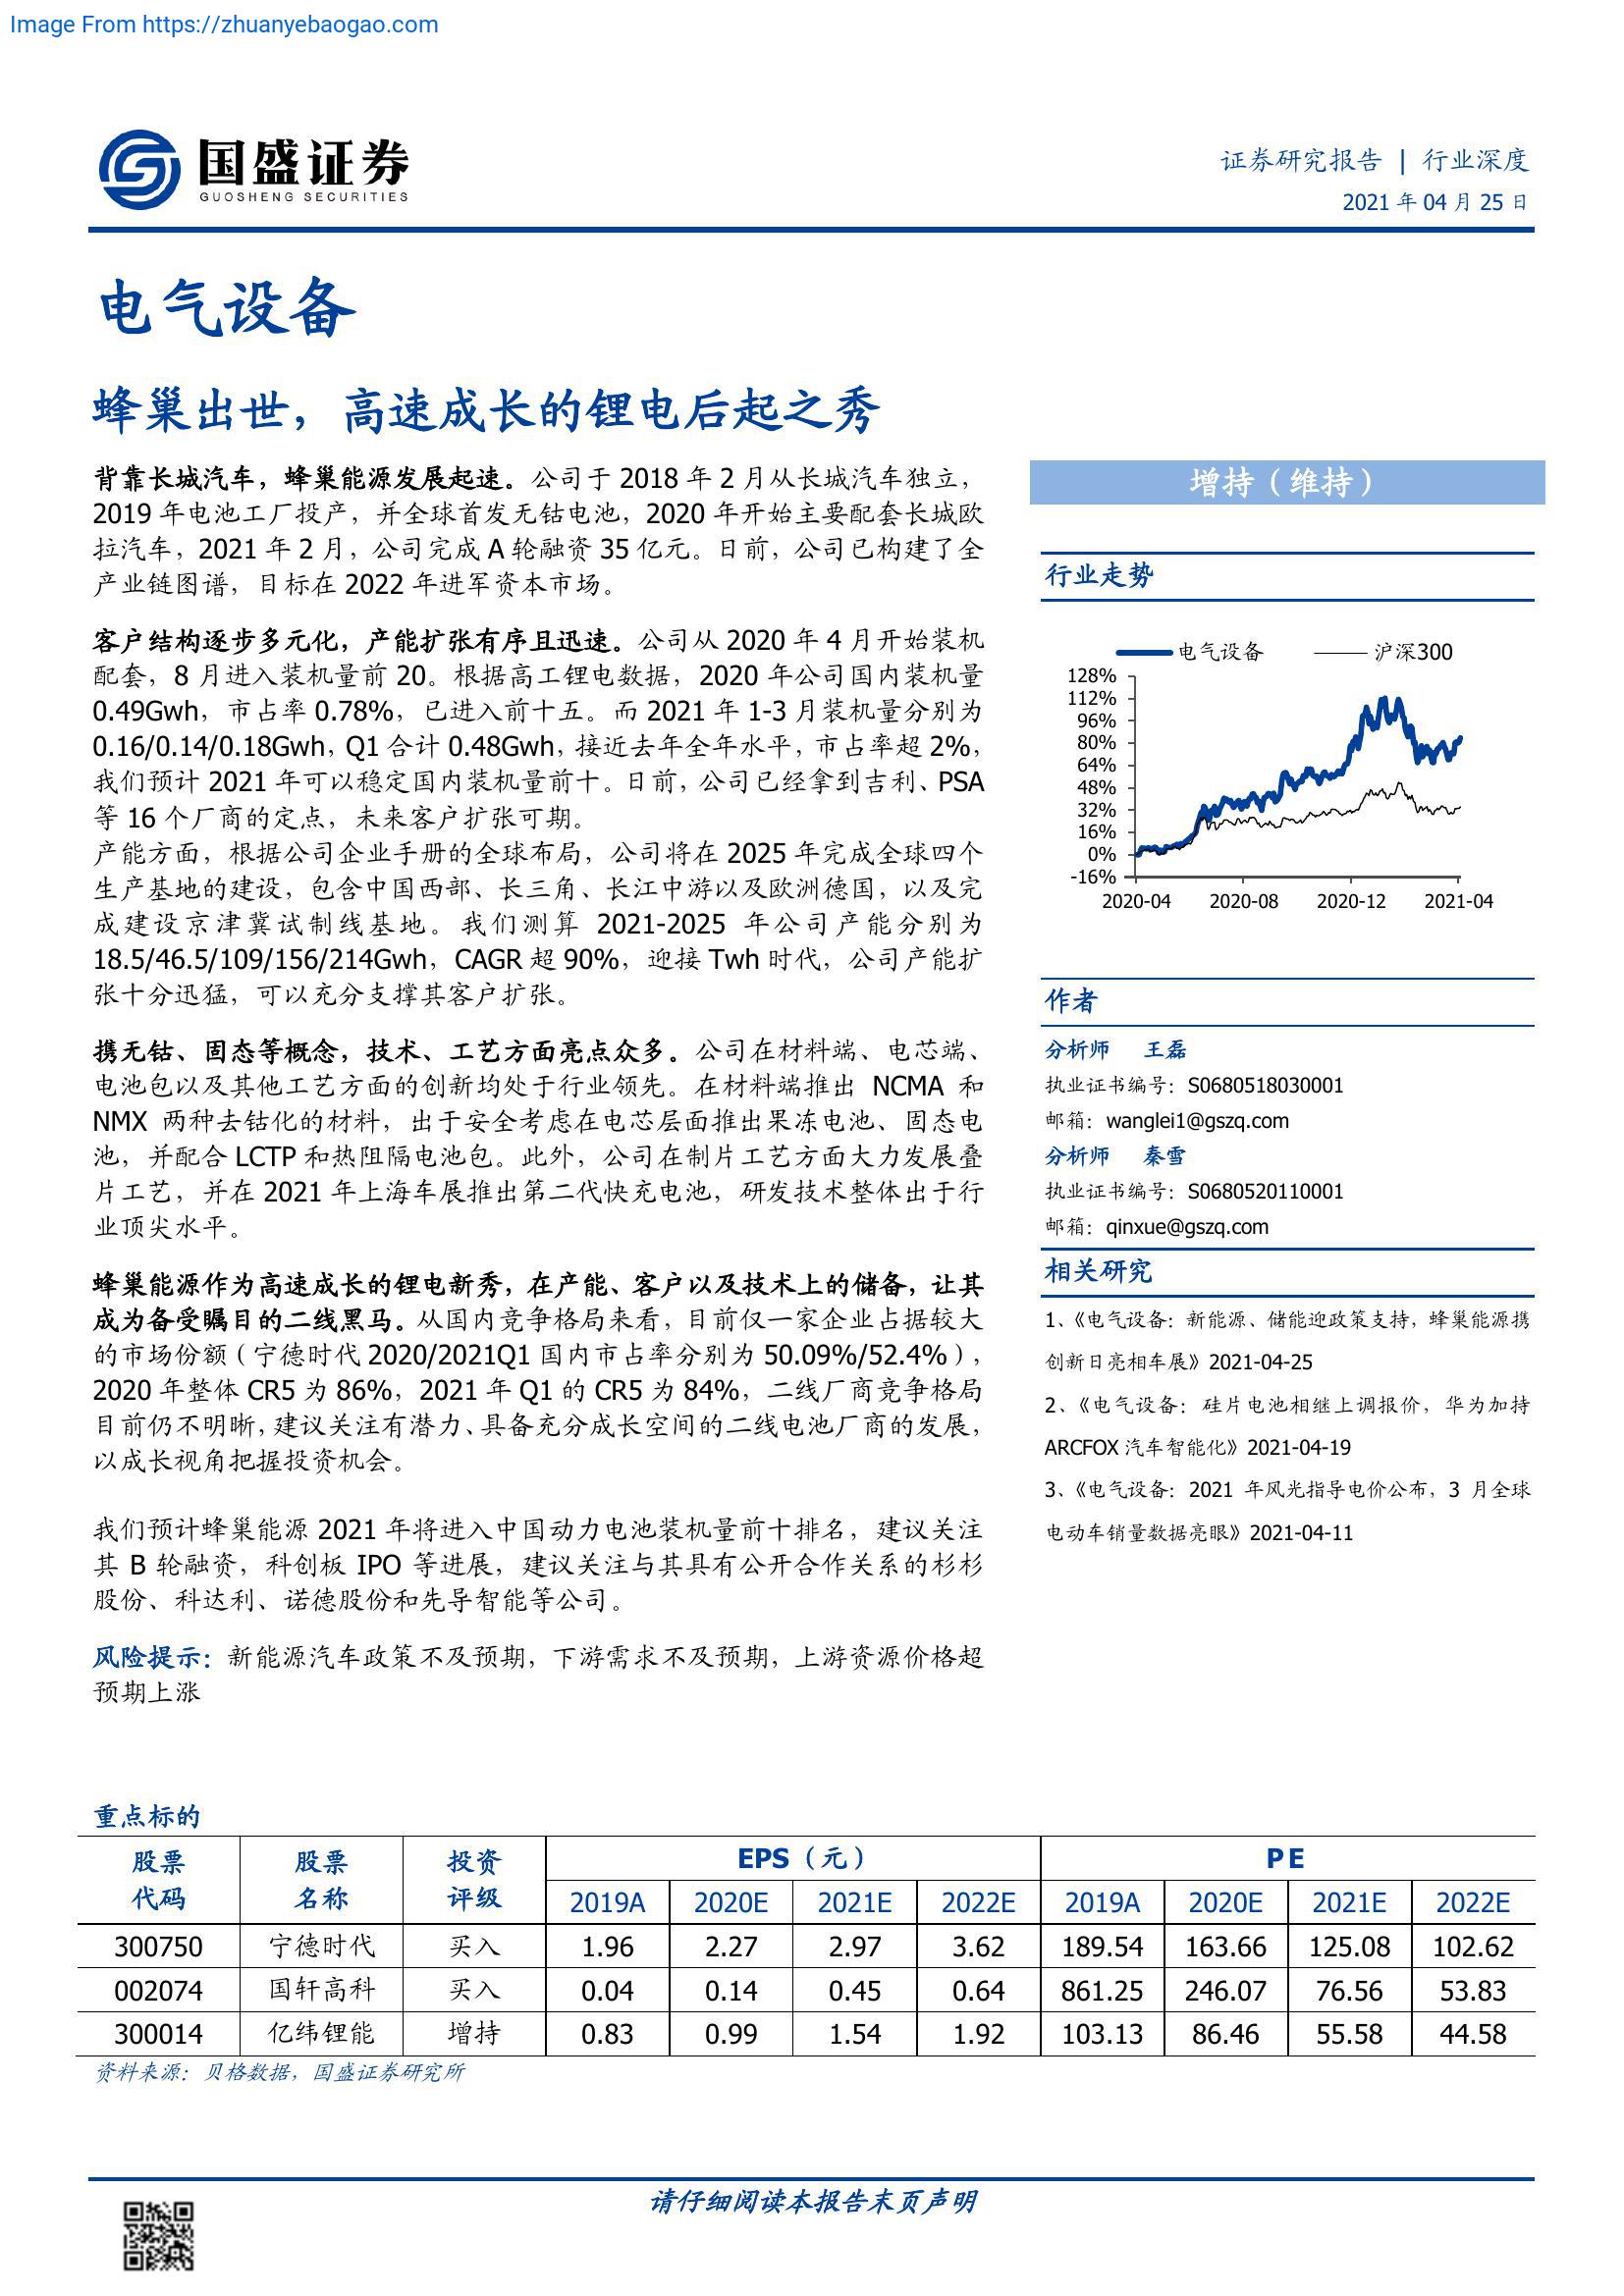 Image From https://zhuanyebaogao.com
国盛证券
GUOSHENG SECURITIES
证券研究报告 | 行业深度
2021 年 04 月 25 日
电气设备
蜂巢出世，高速成长的锂电后起之秀
背靠长城汽车，蜂巢能源发展起速。公司于 2018 年 2 月从长城汽车独立，
2019 年电池工厂投产，并全球首发无钴电池，2020 年开始主要配套长城欧
拉汽车，2021 年 2 月，公司完成 A 轮融资 35 亿元。日前，公司已构建了全
产业链图谱，目标在 2022 年进军资本市场。
客户结构逐步多元化，产能扩张有序且迅速。公司从 2020 年 4 月开始装机
配套，8 月进入装机量前 20。根据高工锂电数据，2020 年公司国内装机量
0.49Gwh，市占率 0.78%，已进入前十五。而 2021 年 1-3 月装机量分别为
0.16/0.14/0.18Gwh，Q1 合计 0.48Gwh，接近去年全年水平，市占率超 2%，
我们预计 2021 年可以稳定国内装机量前十。日前，公司已经拿到吉利、PSA
等 16 个厂商的定点，未来客户扩张可期。
产能方面，根据公司企业手册的全球布局，公司将在 2025 年完成全球四个
生产基地的建设，包含中国西部、长三角、长江中游以及欧洲德国，以及完
成建设京津冀试制线基地。我们测算 2021-2025 年公司产能分别为
18.5/46.5/109/156/214Gwh，CAGR 超 90%，迎接 Twh 时代，公司产能扩
张十分迅猛，可以充分支撑其客户扩张。
携无钴、固态等概念，技术、工艺方面亮点众多。公司在材料端、电芯端、
电池包以及其他工艺方面的创新均处于行业领先。在材料端推出 NCMA 和
NMX 两种去钴化的材料，出于安全考虑在电芯层面推出果冻电池、固态电
池，并配合 LCTP 和热阻隔电池包。此外，公司在制片工艺方面大力发展叠
片工艺，并在 2021 年上海车展推出第二代快充电池，研发技术整体出于行
业顶尖水平。
蜂巢能源作为高速成长的锂电新秀，在产能、客户以及技术上的储备，让其
成为备受瞩目的二线黑马。从国内竞争格局来看，目前仅一家企业占据较大
的市场份额（宁德时代 2020/2021Q1 国内市占率分别为 50.09%/52.4%），
2020 年整体 CR5 为 86%，2021 年 Q1 的 CR5 为 84%，二线厂商竞争格局
目前仍不明晰，建议关注有潜力、具备充分成长空间的二线电池厂商的发展，
以成长视角把握投资机会。
我们预计蜂巢能源 2021 年将进入中国动力电池装机量前十排名，建议关注
其 B 轮融资，科创板 IPO 等进展，建议关注与其具有公开合作关系的杉杉
股份、科达利、诺德股份和先导智能等公司。
风险提示：新能源汽车政策不及预期，下游需求不及预期，上游资源价格超
预期上涨
增持（维持）
行业走势
电气设备 沪深300
128%
112%
96%
80%
64%
48%
32%
16%
0%
-16%
2020-04 2020-08 2020-12 2021-04
作者
分析师 王磊
执业证书编号：S0680518030001
邮箱：wanglei1@gszq.com
分析师 秦雪
执业证书编号：S0680520110001
邮箱：qinxue@gszq.com
相关研究
1、《电气设备：新能源、储能迎政策支持，蜂巢能源携
创新日亮相车展》2021-04-25
2、《电气设备：硅片电池相继上调报价，华为加持
ARCFOX 汽车智能化》2021-04-19
3、《电气设备：2021 年风光指导电价公布，3 月全球
电动车销量数据亮眼》2021-04-11
重点标的
股票代码 股票名称 投资评级 EPS（元） PE
2019A 2020E 2021E 2022E 2019A 2020E 2021E 2022E
300750 宁德时代 买入 1.96 2.27 2.97 3.62 189.54 163.66 125.08 102.62
002074 国轩高科 买入 0.04 0.14 0.45 0.64 861.25 246.07 76.56 53.83
300014 亿纬锂能 增持 0.83 0.99 1.54 1.92 103.13 86.46 55.58 44.58
资料来源：贝格数据，国盛证券研究所
请仔细阅读本报告末页声明